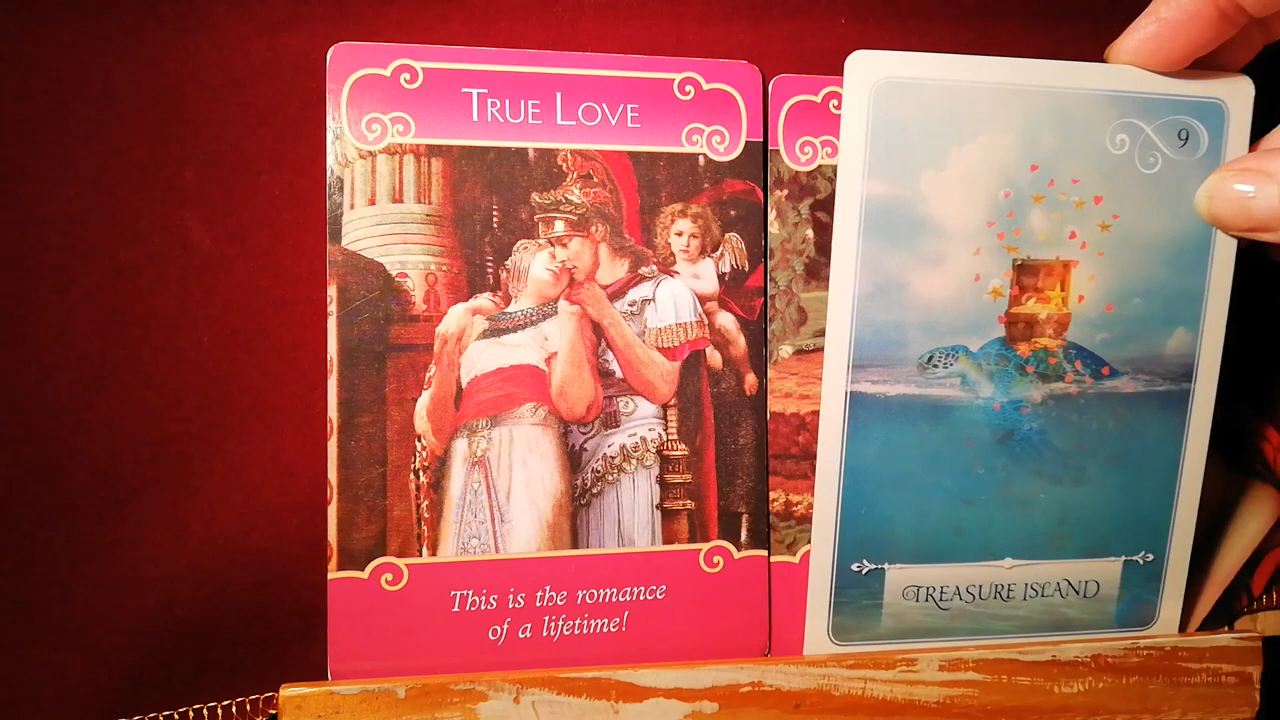 True Love
This is the romance
of a lifetime!
9
Treasure Island